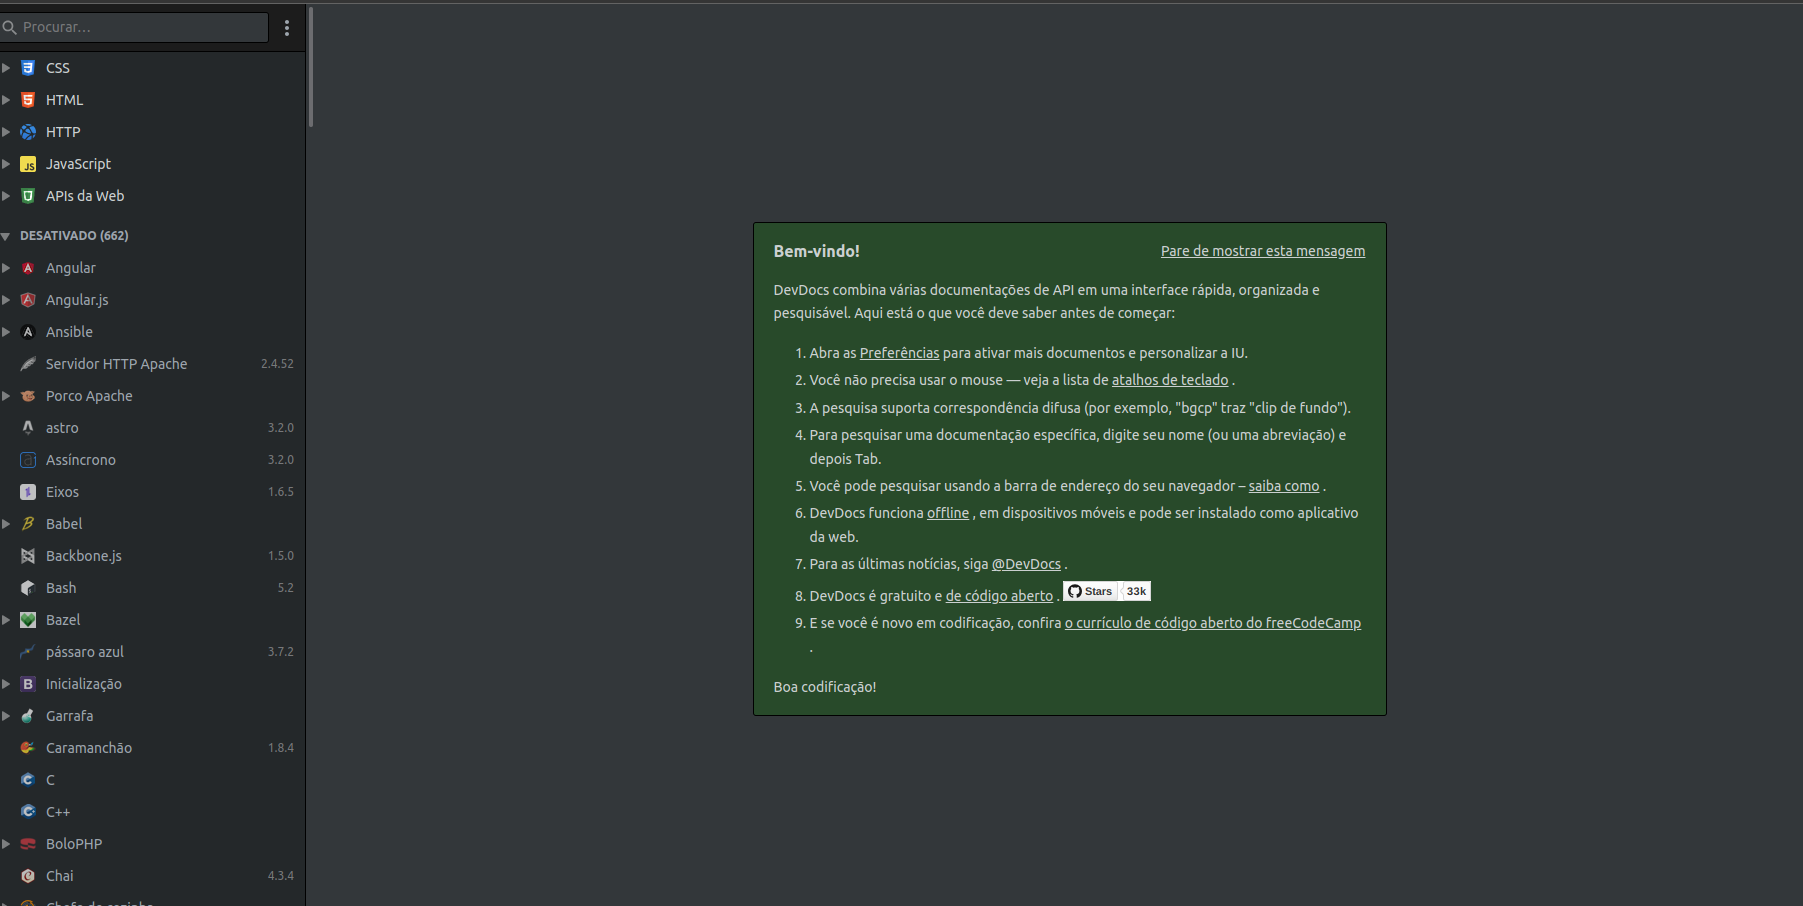 Procurar...
CSS
HTML
HTTP
JavaScript
APIs da Web
DESATIVADO (662)
Angular
Angular.js
Ansible
Servidor HTTP Apache 2.4.52
Porco Apache
astro 3.2.0
Assíncrono 3.2.0
Eixos 1.6.5
Babel
Backbone.js 1.5.0
Bash 5.2
Bazel
pássaro azul 3.7.2
Inicialização
Garrafa
Caramanchão 1.8.4
C
C++
BoloPHP
Chai 4.3.4
Bem-vindo! Pare de mostrar esta mensagem
DevDocs combina várias documentações de API em uma interface rápida, organizada e
pesquisável. Aqui está o que você deve saber antes de começar:
1. Abra as Preferências para ativar mais documentos e personalizar a IU.
2. Você não precisa usar o mouse — veja a lista de atalhos de teclado .
3. A pesquisa suporta correspondência difusa (por exemplo, "bgcp" traz "clip de fundo").
4. Para pesquisar uma documentação específica, digite seu nome (ou uma abreviação) e
depois Tab.
5. Você pode pesquisar usando a barra de endereço do seu navegador – saiba como .
6. DevDocs funciona offline , em dispositivos móveis e pode ser instalado como aplicativo
da web.
7. Para as últimas notícias, siga @DevDocs .
8. DevDocs é gratuito e de código aberto . Stars 33k
9. E se você é novo em codificação, confira o currículo de código aberto do freeCodeCamp
.
Boa codificação!